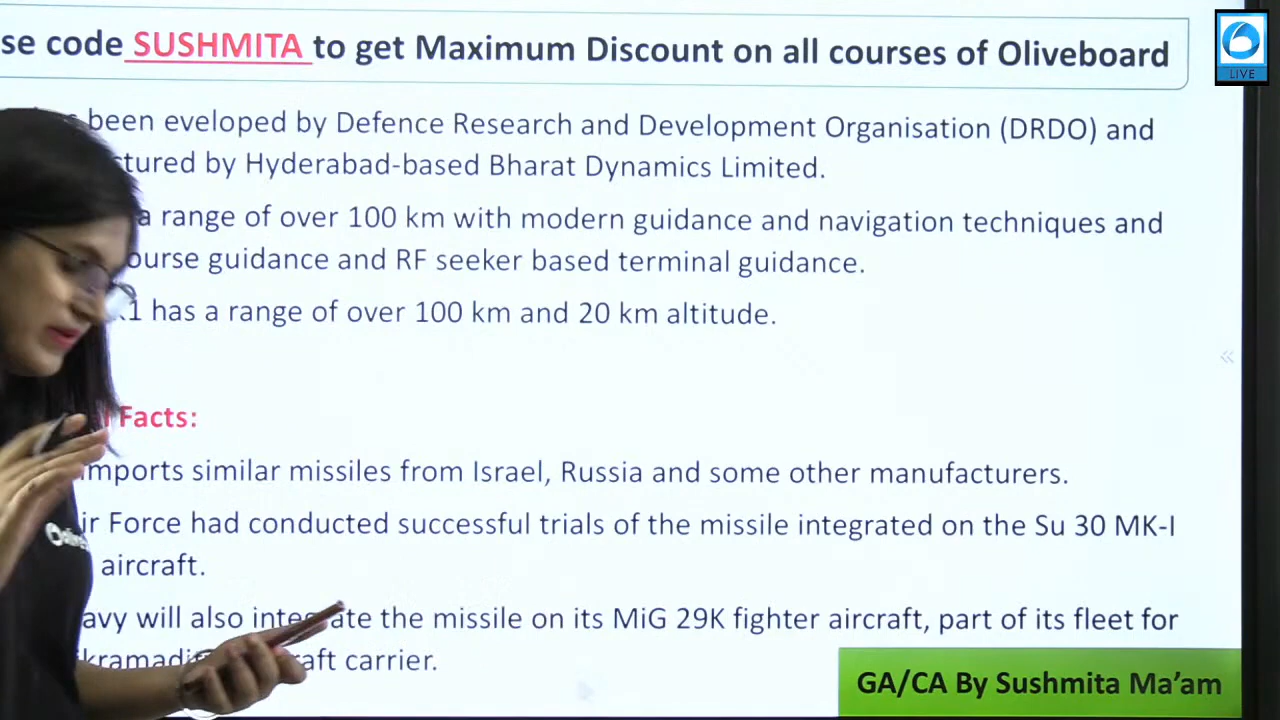 se code SUSHMITA to get Maximum Discount on all courses of Oliveboard
LIVE
been eveloped by Defence Research and Development Organisation (DRDO) and
tured by Hyderabad-based Bharat Dynamics Limited.
a range of over 100 km with modern guidance and navigation techniques and
ourse guidance and RF seeker based terminal guidance.
1 has a range of over 100 km and 20 km altitude.
Facts:
imports similar missiles from Israel, Russia and some other manufacturers.
ir Force had conducted successful trials of the missile integrated on the Su 30 MK-I
aircraft.
avy will also integrate the missile on its MiG 29K fighter aircraft, part of its fleet for
raft carrier.
GA/CA By Sushmita Ma'am